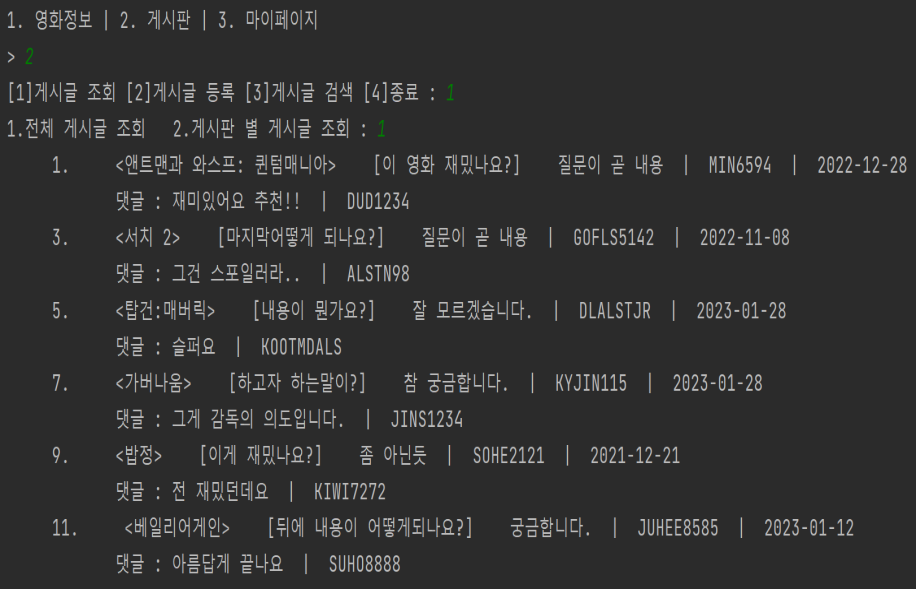 1. 영화정보 | 2. 게시판 | 3. 마이페이지
> 2
[1]게시글 조회 [2]게시글 등록 [3]게시글 검색 [4]종료 : 1
1.전체 게시글 조회 2.게시판 별 게시글 조회 : 1
1. <앤트맨과 와스프: 퀀텀매니아> [이 영화 재밌나요?] 질문이 곧 내용 | MIN6594 | 2022-12-28
댓글 : 재미있어요 추천!! | DUD1234
3. <서치 2> [마지막어떻게 되나요?] 질문이 곧 내용 | GOFLS5142 | 2022-11-08
댓글 : 그건 스포일러라.. | ALSTN98
5. <탑건:매버릭> [내용이 뭔가요?] 잘 모르겠습니다. | DLALSTJR | 2023-01-28
댓글 : 슬퍼요 | KOOTMDALS
7. <가버나움> [하고자 하는말이?] 참 궁금합니다. | KYJIN115 | 2023-01-28
댓글 : 그게 감독의 의도입니다. | JINS1234
9. <밥정> [이게 재밌나요?] 좀 아닌듯 | SOHE2121 | 2021-12-21
댓글 : 전 재밌던데요 | KIWI7272
11. <베일리어게인> [뒤에 내용이 어떻게되나요?] 궁금합니다. | JUHEE8585 | 2023-01-12
댓글 : 아름답게 끝나요 | SUHO8888